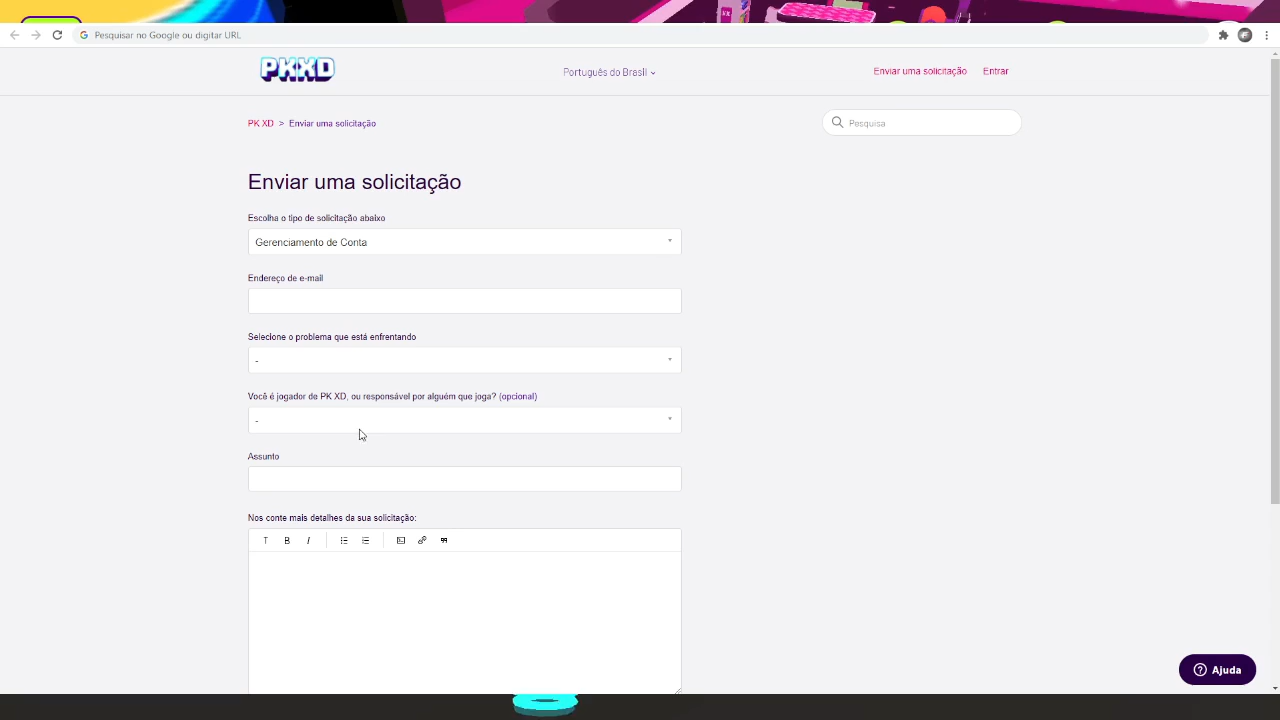 Pesquisar no Google ou digitar URL
PKXD
Português do Brasil
Enviar uma solicitação
Entrar
PK XD > Enviar uma solicitação
Pesquisa
Enviar uma solicitação
Escolha o tipo de solicitação abaixo
Gerenciamento de Conta
Endereço de e-mail
Selecione o problema que está enfrentando
-
Você é jogador de PK XD, ou responsável por alguém que joga? (opcional)
-
Assunto
Nos conte mais detalhes da sua solicitação:
T B I
Ajuda